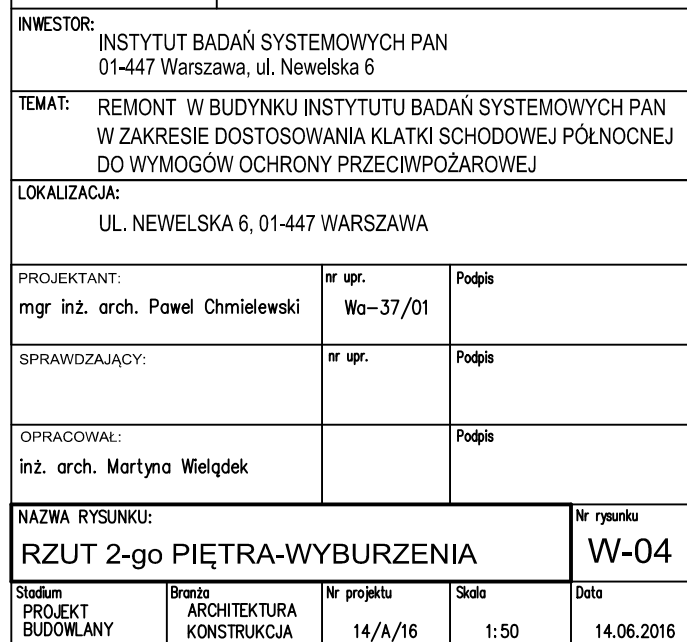 INWESTOR:
INSTYTUT BADAŃ SYSTEMOWYCH PAN
01-447 Warszawa, ul. Newelska 6
TEMAT:
REMONT W BUDYNKU INSTYTUTU BADAŃ SYSTEMOWYCH PAN
W ZAKRESIE DOSTOSOWANIA KLATKI SCHODOWEJ PÓŁNOCNEJ
DO WYMOGÓW OCHRONY PRZECIWPOŻAROWEJ
LOKALIZACJA:
UL. NEWELSKA 6, 01-447 WARSZAWA
PROJEKTANT:
mgr inż. arch. Pawel Chmielewski
nr upr.
Wa-37/01
Podpis
SPRAWDZAJĄCY:
nr upr.
Podpis
OPRACOWAŁ:
inż. arch. Martyna Wielądek
Podpis
NAZWA RYSUNKU:
RZUT 2-go PIĘTRA-WYBURZENIA
Nr rysunku
W-04
Stadium
PROJEKT
BUDOWLANY
Branża
ARCHITEKTURA
KONSTRUKCJA
Nr projektu
14/A/16
Skala
1:50
Data
14.06.2016